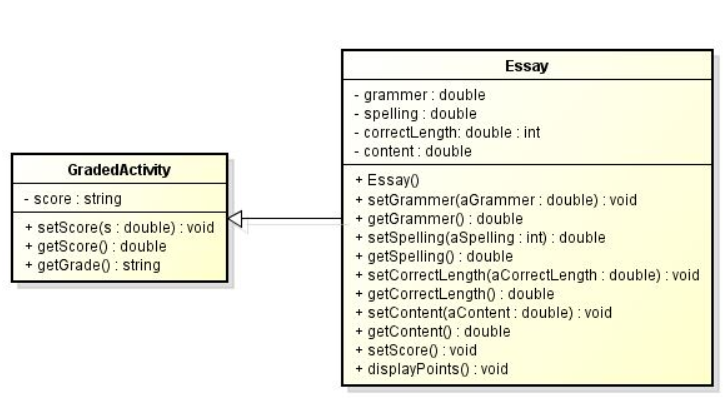 GradedActivity
- score : string
+ setScore(s : double) : void
+ getScore() : double
+ getGrade() : string
Essay
- grammer : double
- spelling : double
- correctLength: double : int
- content : double
+ Essay()
+ setGrammer(aGrammer : double) : void
+ getGrammer() : double
+ setSpelling(aSpelling : int) : double
+ getSpelling() : double
+ setCorrectLength(aCorrectLength : double) : void
+ getCorrectLength() : double
+ setContent(aContent : double) : void
+ getContent() : double
+ setScore() : void
+ displayPoints() : void